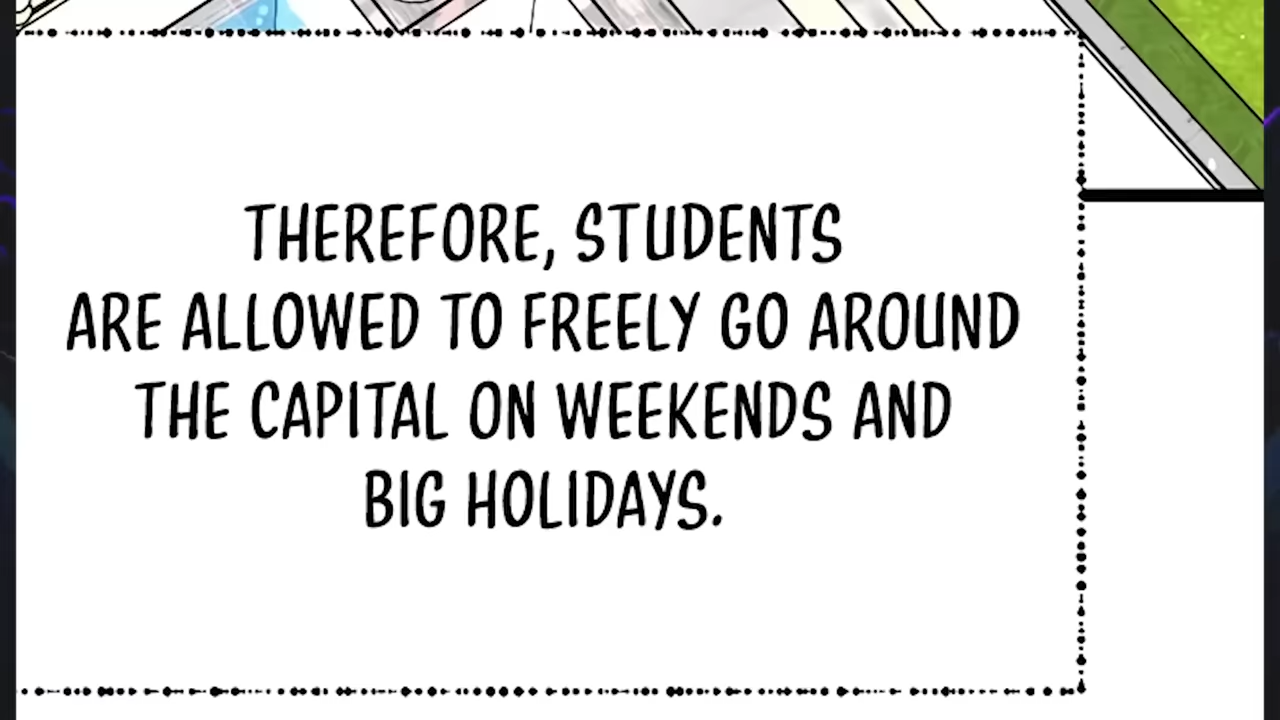 THEREFORE, STUDENTS
ARE ALLOWED TO FREELY GO AROUND
THE CAPITAL ON WEEKENDS AND
BIG HOLIDAYS.